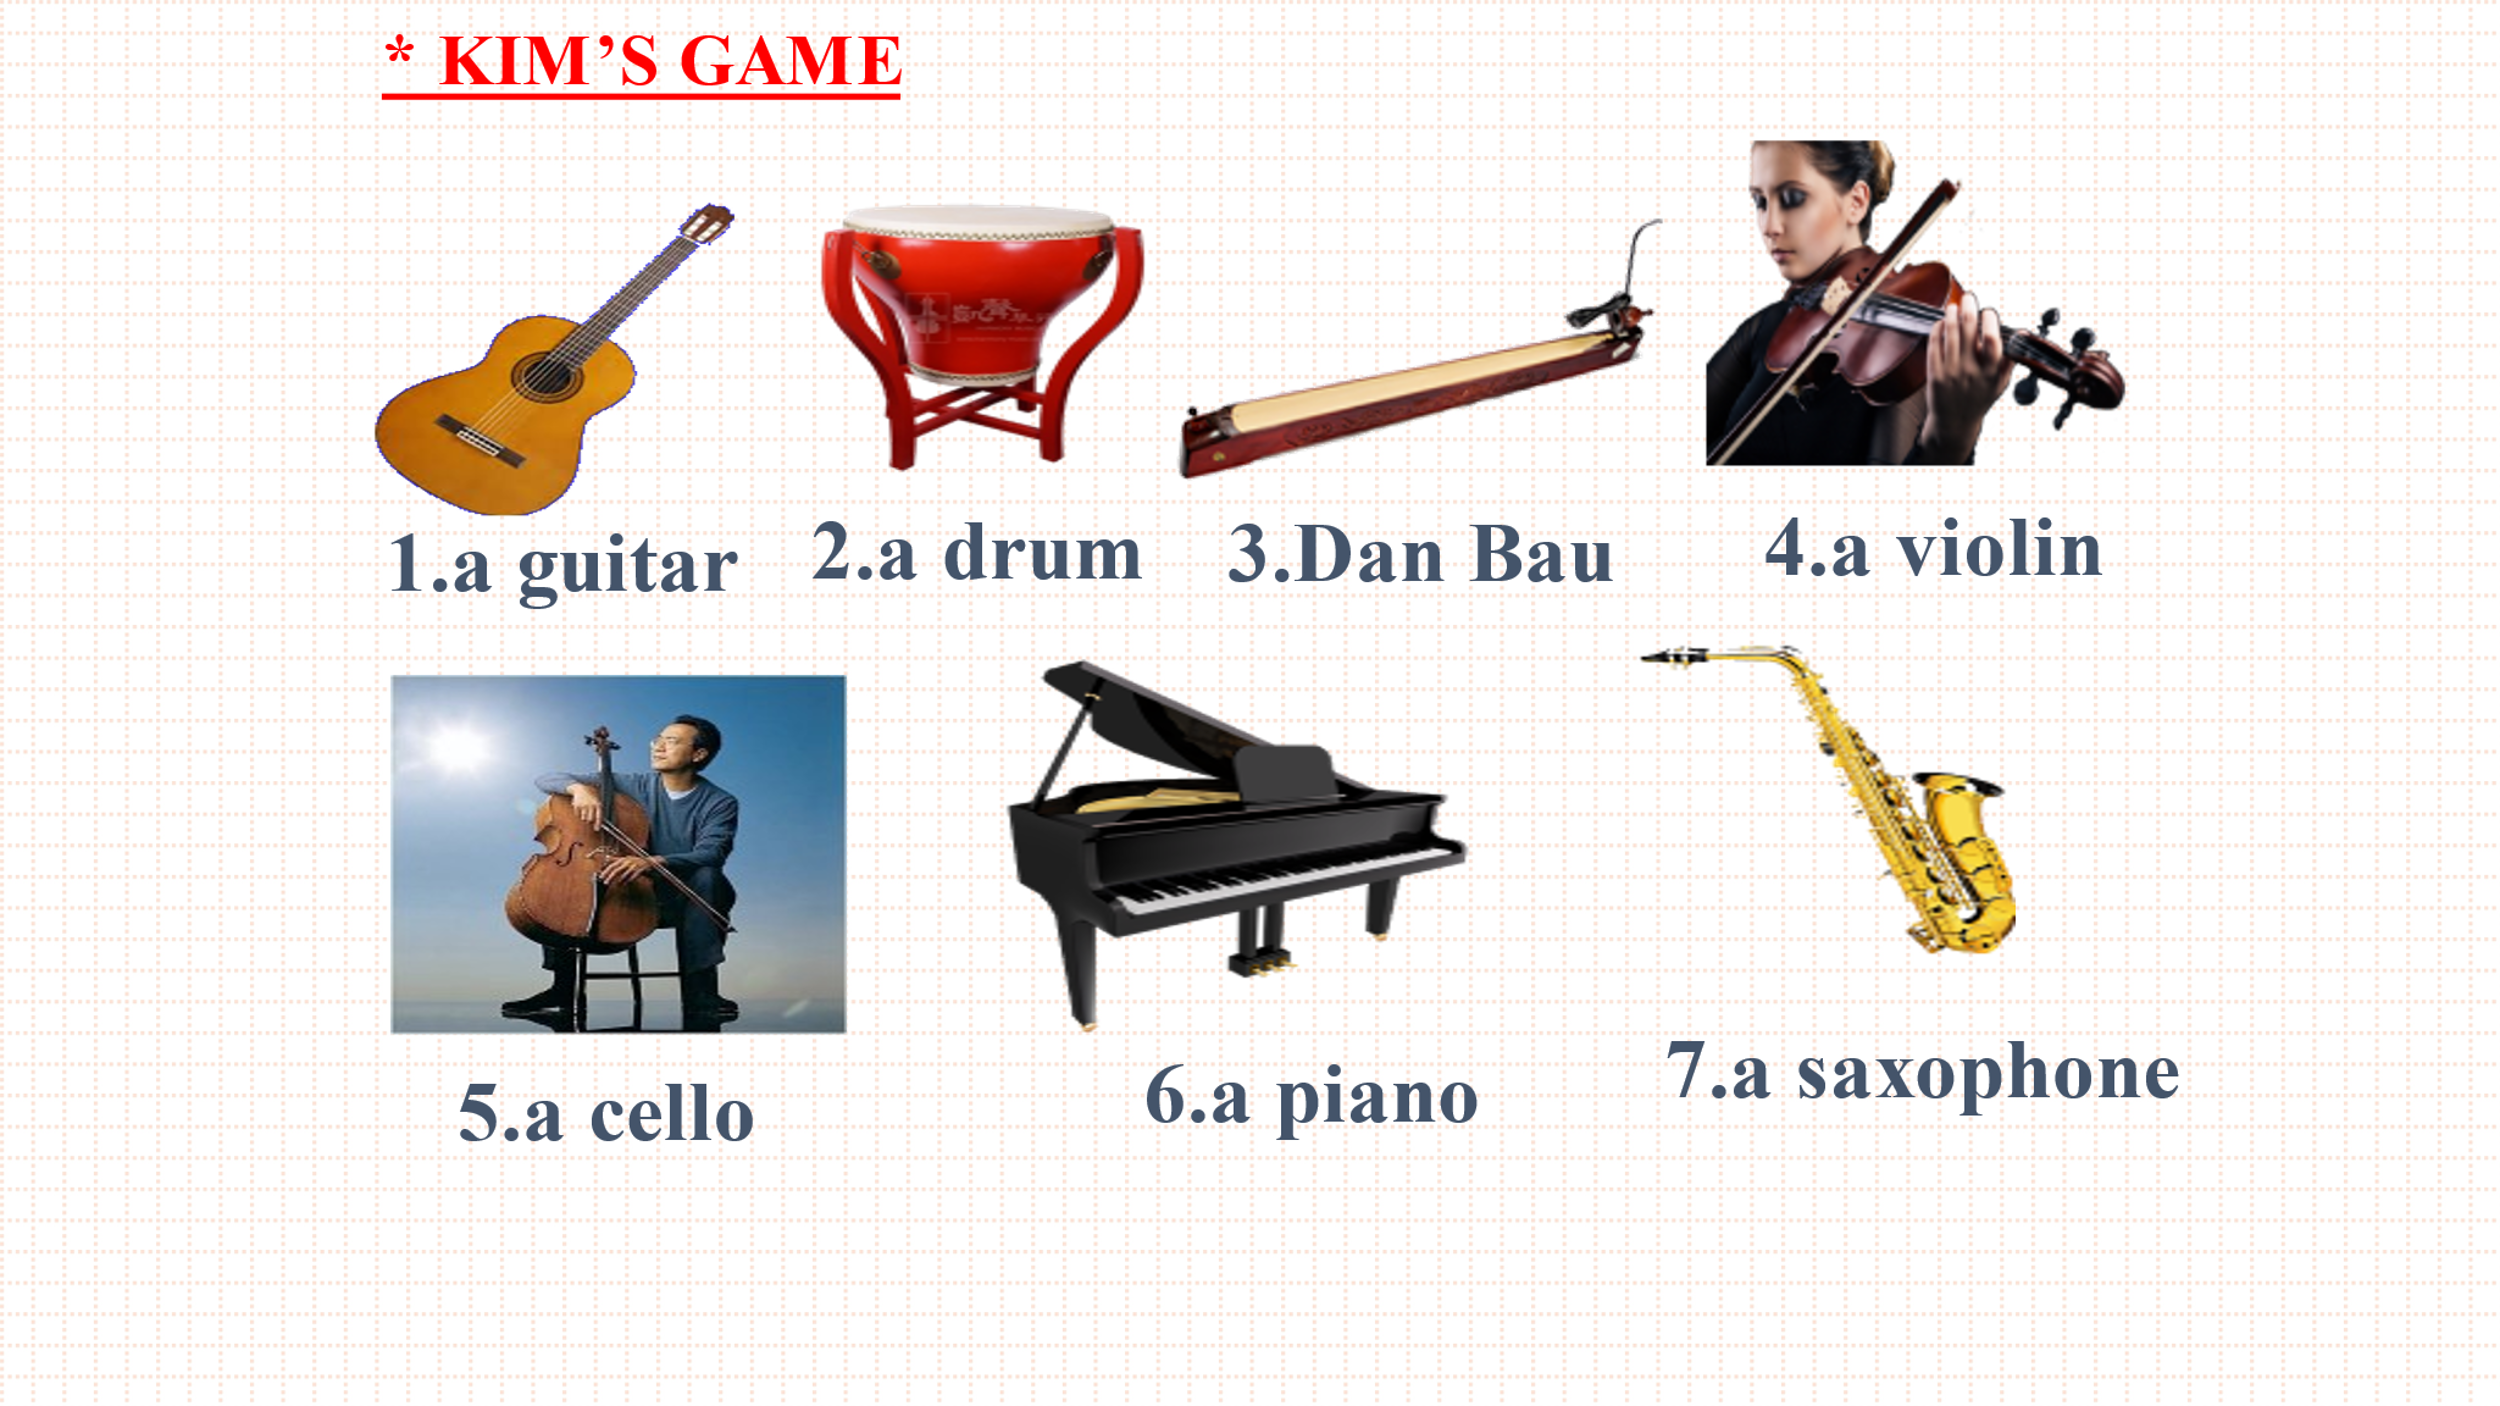 * KIM’S GAME
1.a guitar
2.a drum
3.Dan Bau
4.a violin
5.a cello
6.a piano
7.a saxophone